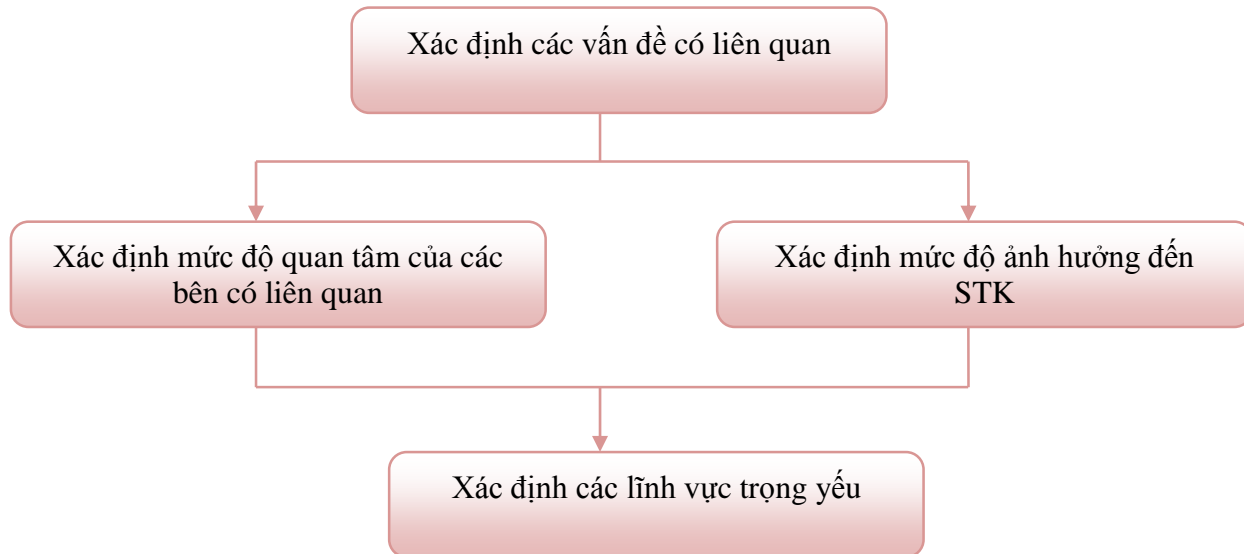 Xác định các vấn đề có liên quan
Xác định mức độ quan tâm của các
bên có liên quan
Xác định mức độ ảnh hưởng đến
STK
Xác định các lĩnh vực trọng yếu